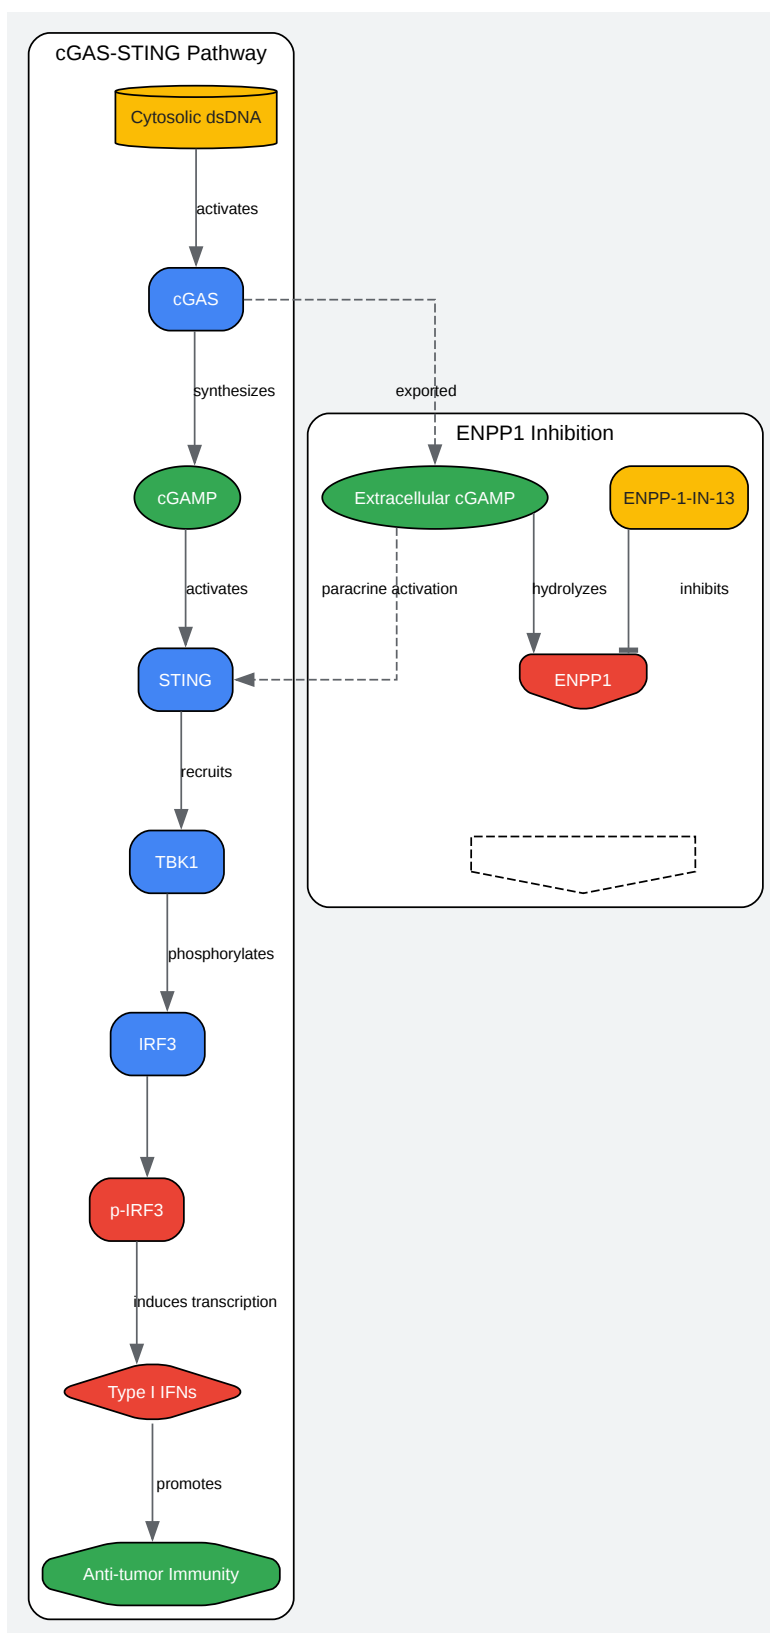 cGAS-STING Pathway
Cytosolic dsDNA
activates
cGAS
synthesizes
exported
ENPP1 Inhibition
cGAMP
Extracellular cGAMP
ENPP-1-IN-13
activates
paracrine activation
hydrolyzes
inhibits
STING
ENPP1
recruits
TBK1
phosphorylates
IRF3
p-IRF3
induces transcription
Type I IFNs
promotes
Anti-tumor Immunity